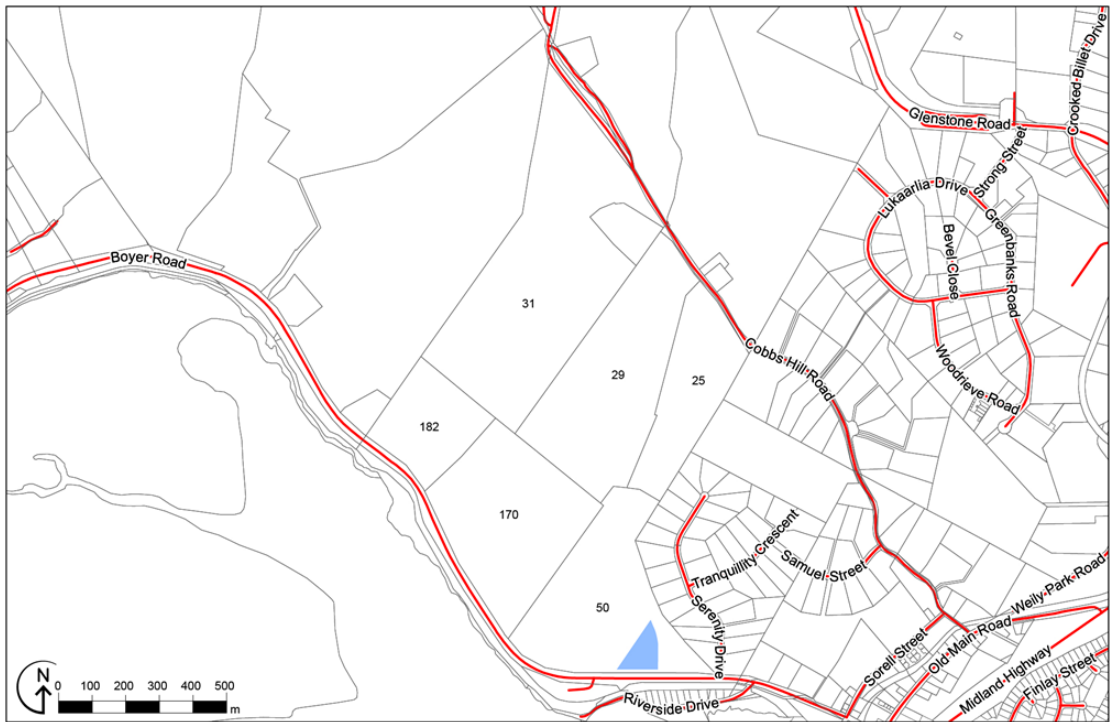 Crooked Billet Drive
Glenstone Road
Strong Street
Lukaarlia Drive
Greenbanks Road
Bevel Close
Boyer Road
31
Cobbs Hill Road
29
25
Woodrieve Road
182
170
Tranquillity Crescent
Samuel Street
Weily Park Road
50
Serenity Drive
Sorell Street
Old Main Road
Midland Highway
Finlay Street
Riverside Drive
N
0 100 200 300 400 500
m